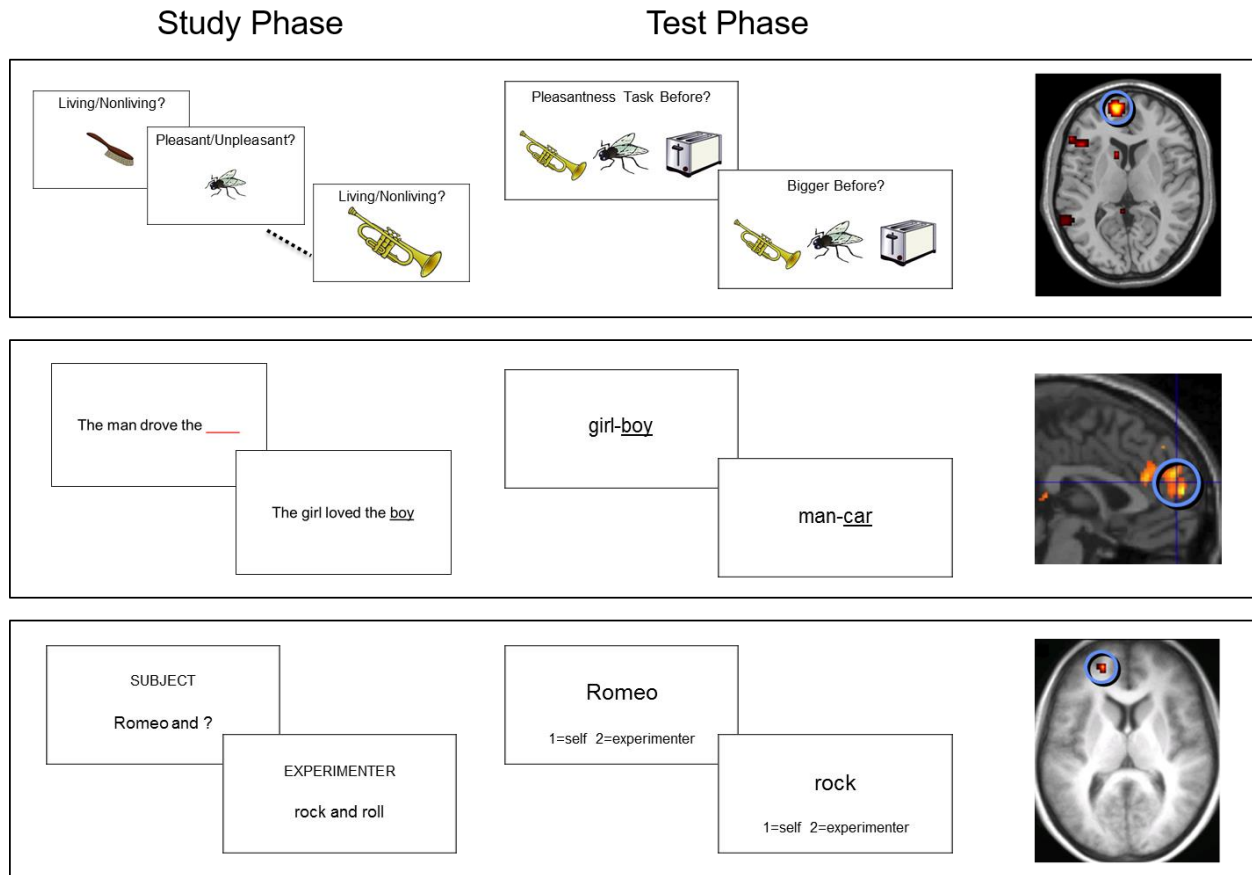 Study Phase
Test Phase
Living/Nonliving?
Pleasant/Unpleasant?
Living/Nonliving?
Pleasantness Task Before?
Bigger Before?
The man drove the _____
The girl loved the boy
girl-boy
man-car
SUBJECT
Romeo and ?
EXPERIMENTER
rock and roll
Romeo
1=self 2=experimenter
rock
1=self 2=experimenter